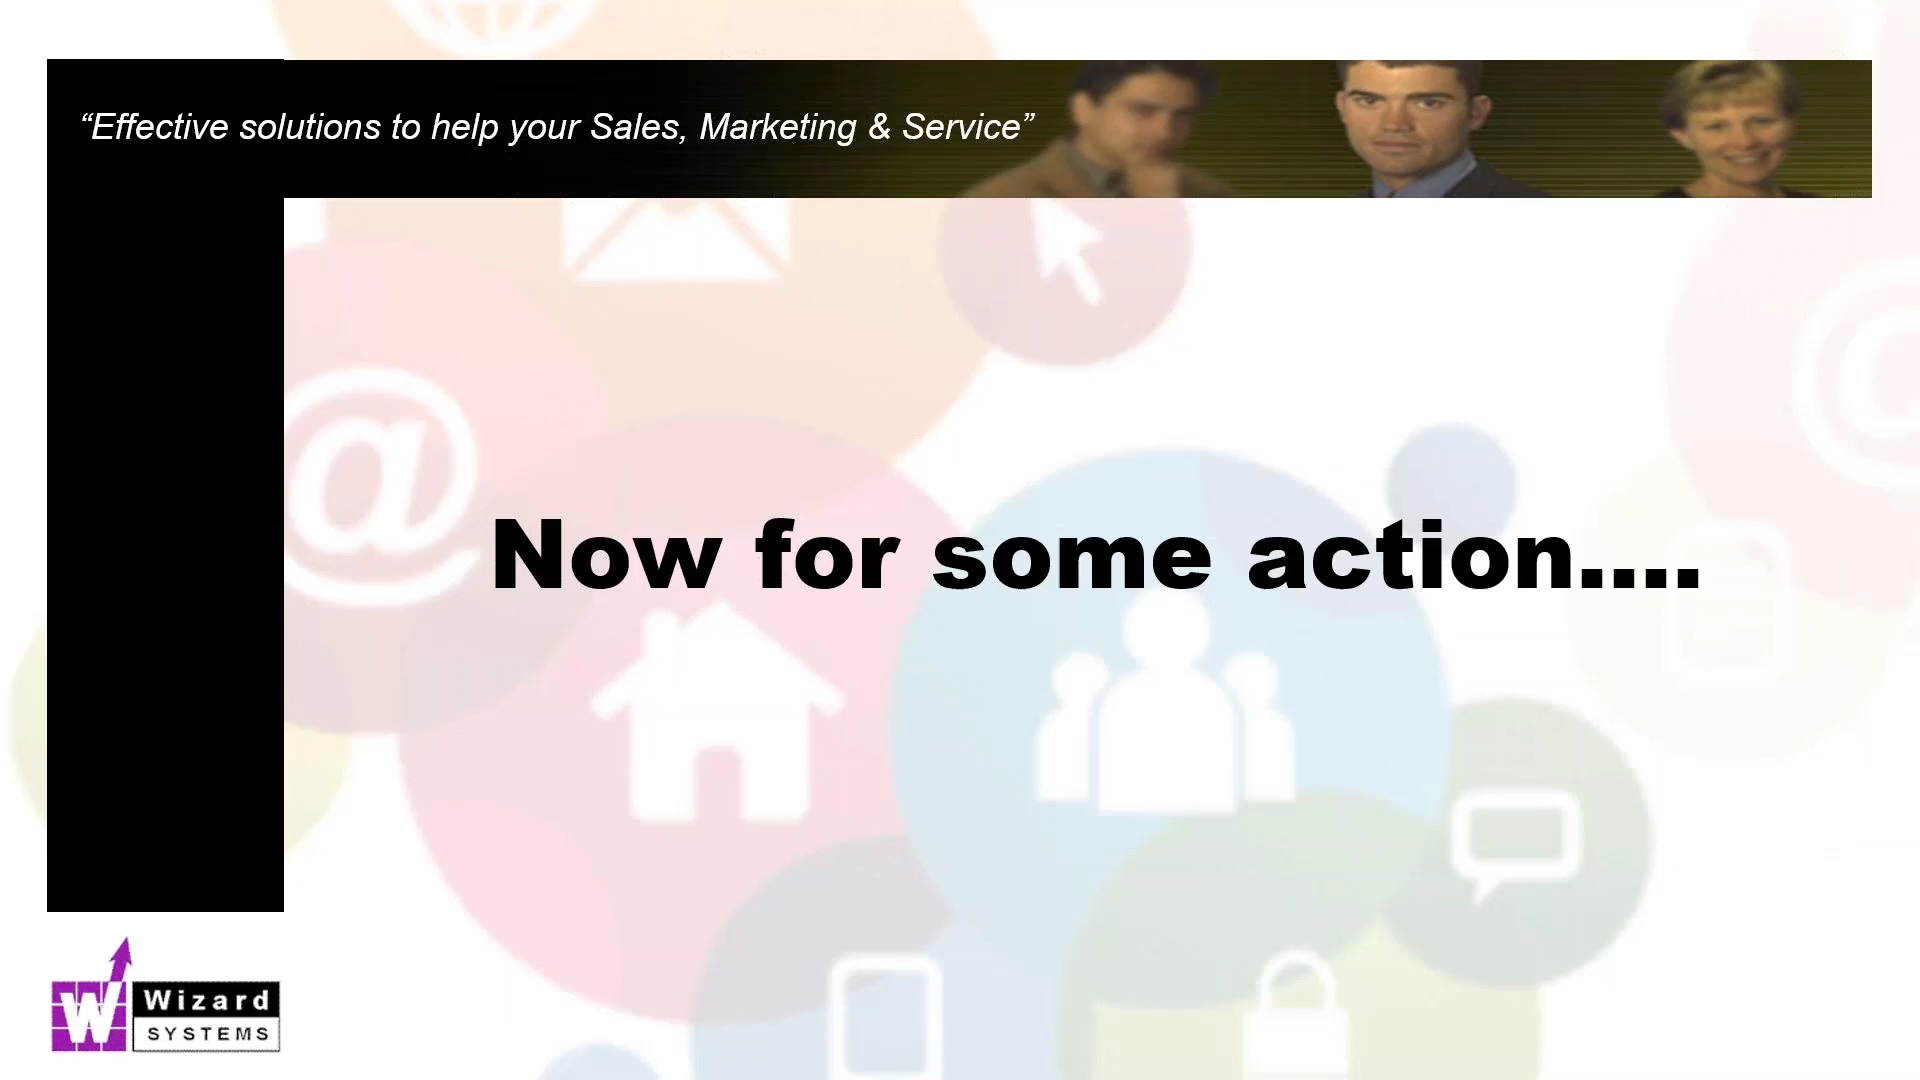 “Effective solutions to help your Sales, Marketing & Service”
@
@
Now for some action....
W Wizard
SYSTEMS